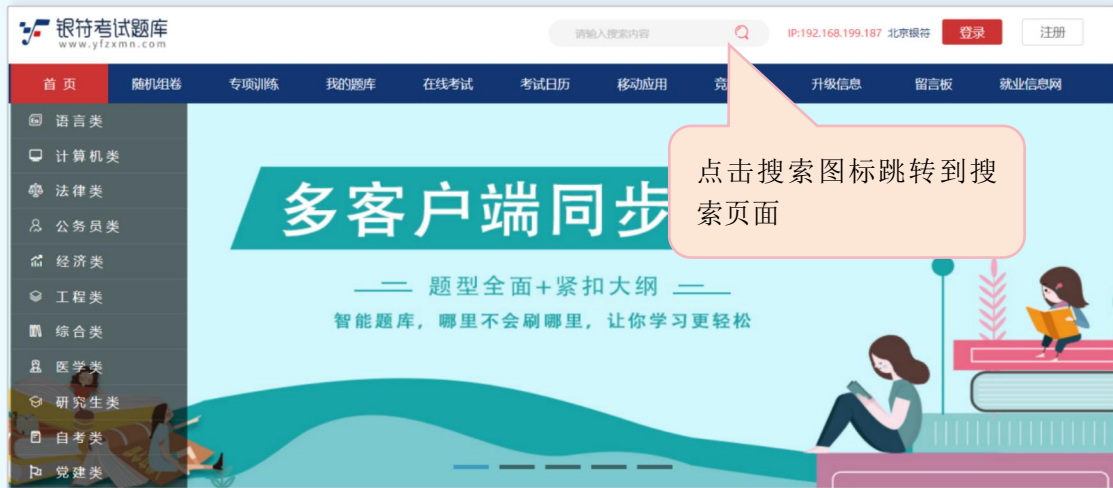 银符考试题库
www.yfzxmn.com
请输入搜索内容
IP:192.168.199.187 北京银符
登录
注册
首 页
随机组卷
专项训练
我的题库
在线考试
考试日历
移动应用
竞
升级信息
留言板
就业信息网
语言类
计算机类
法律类
公务员类
经济类
工程类
综合类
医学类
研究生类
自考类
党建类
点击搜索图标跳转到搜
索页面
多客户端同步
题型全面+紧扣大纲
智能题库，哪里不会刷哪里，让你学习更轻松